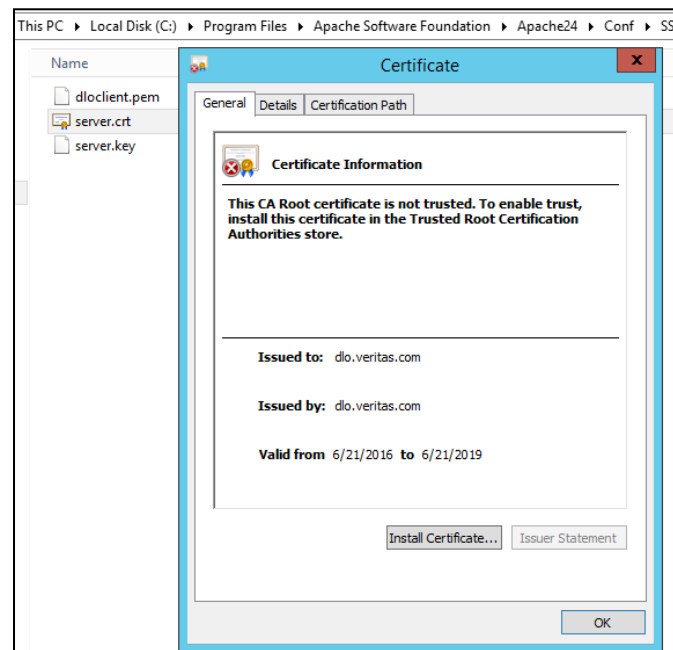 This PC ▸ Local Disk (C:) ▸ Program Files ▸ Apache Software Foundation ▸ Apache24 ▸ Conf ▸
Name
dloclient.pem
server.crt
server.key
Certificate
x
General Details Certification Path
Certificate Information
This CA Root certificate is not trusted. To enable trust,
install this certificate in the Trusted Root Certification
Authorities store.
Issued to: dlo.veritas.com
Issued by: dlo.veritas.com
Valid from 6/21/2016 to 6/21/2019
Install Certificate... Issuer Statement
OK